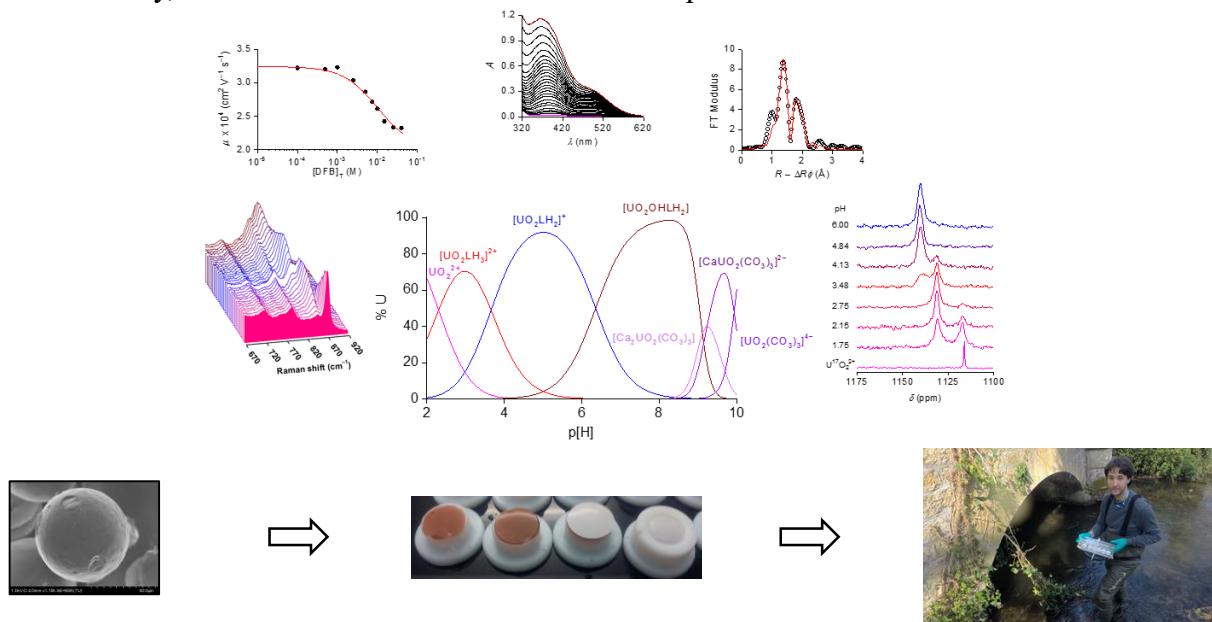 3.5
3.0
2.5
2.0
μ x 10⁴ (cm² V⁻¹ s⁻¹)
10⁻⁵ 10⁻⁴ 10⁻³ 10⁻² 10⁻¹
[DFB]T (M)
1.2
0.9
0.6
0.3
0.0
A
320 420 520 620
λ (nm)
10
8
6
4
2
0
FT Modulus
0 1 2 3 4
R − ΔRϕ (Å)
670 720 770 820 870 920
Raman shift (cm⁻¹)
100
80
60
40
20
0
% U
UO₂²⁺
[UO₂LH₃]²⁺
[UO₂LH₂]⁺
[UO₂OHLH₂]
[CaUO₂(CO₃)₃]²⁻
[Ca₂UO₂(CO₃)₃]
[UO₂(CO₃)₃]⁴⁻
2 4 6 8 10
p[H]
pH
6.00
4.84
4.13
3.48
2.75
2.15
1.75
U¹⁷O₂²⁺
1175 1150 1125 1100
δ (ppm)